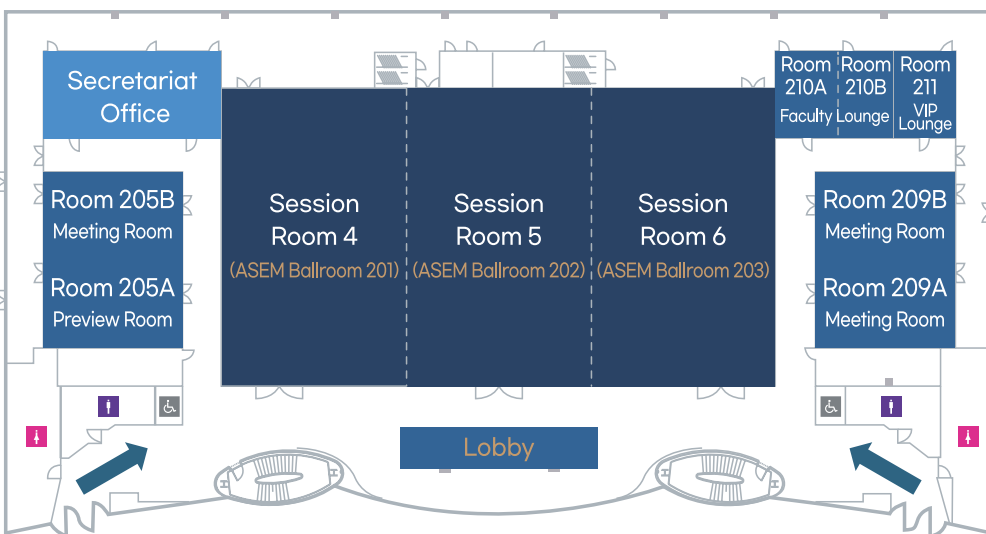 Secretariat
Office
Room 205B
Meeting Room
Room 205A
Preview Room
Session
Room 4
(ASEM Ballroom 201)
Session
Room 5
(ASEM Ballroom 202)
Session
Room 6
(ASEM Ballroom 203)
Room
210A
Room
210B
Faculty Lounge
Room
211
VIP
Lounge
Room 209B
Meeting Room
Room 209A
Meeting Room
Lobby